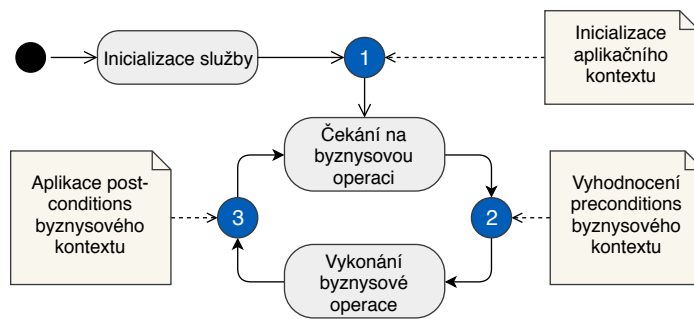 Inicializace služby
1
Inicializace
aplikačního
kontextu
Čekání na
byznysovou
operaci
Aplikace post-
conditions
byznysového
kontextu
3
2
Vyhodnocení
preconditions
byznysového
kontextu
Vykonání
byznysové
operace